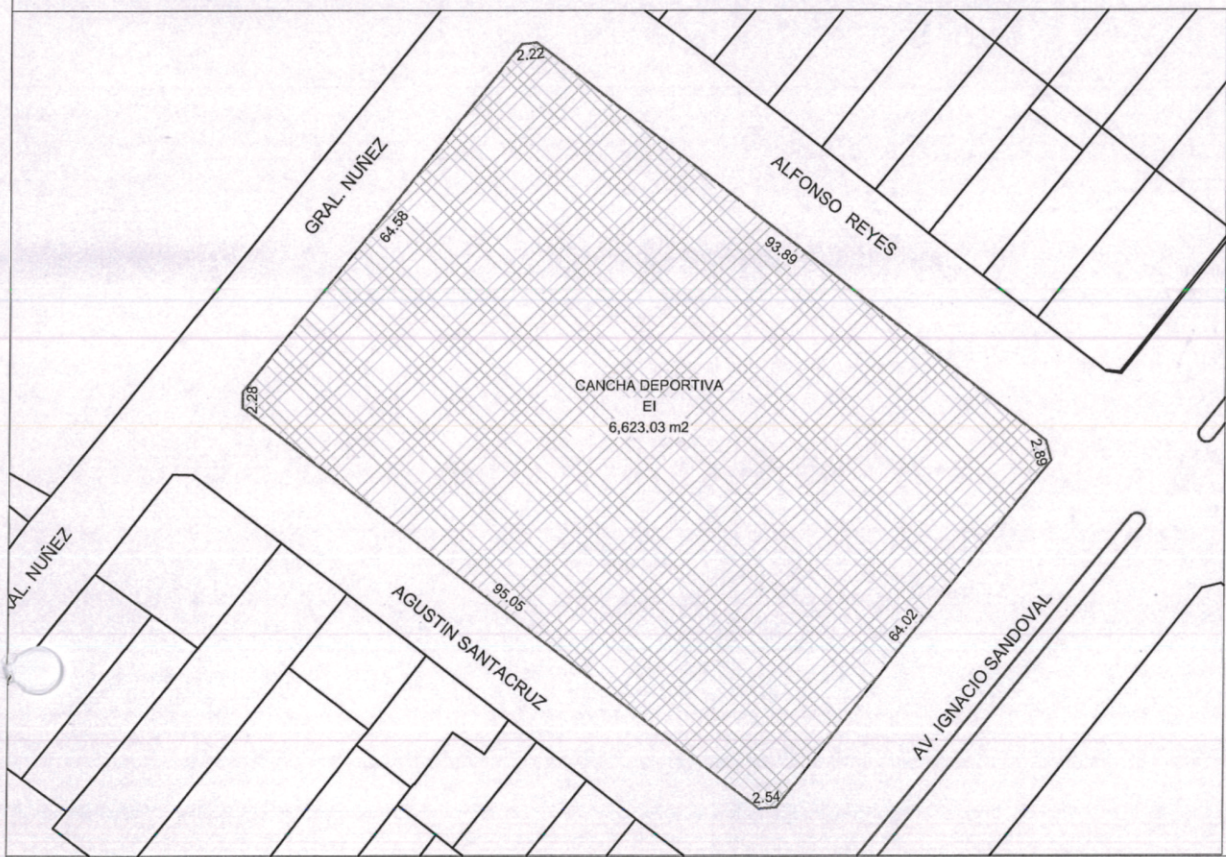 2.22
GRAL. NUÑEZ
64.58
ALFONSO REYES
93.89
2.28
CANCHA DEPORTIVA
EI
6,623.03 m2
2.89
AL. NUÑEZ
95.05
AGUSTIN SANTACRUZ
64.02
AV. IGNACIO SANDOVAL
2.54